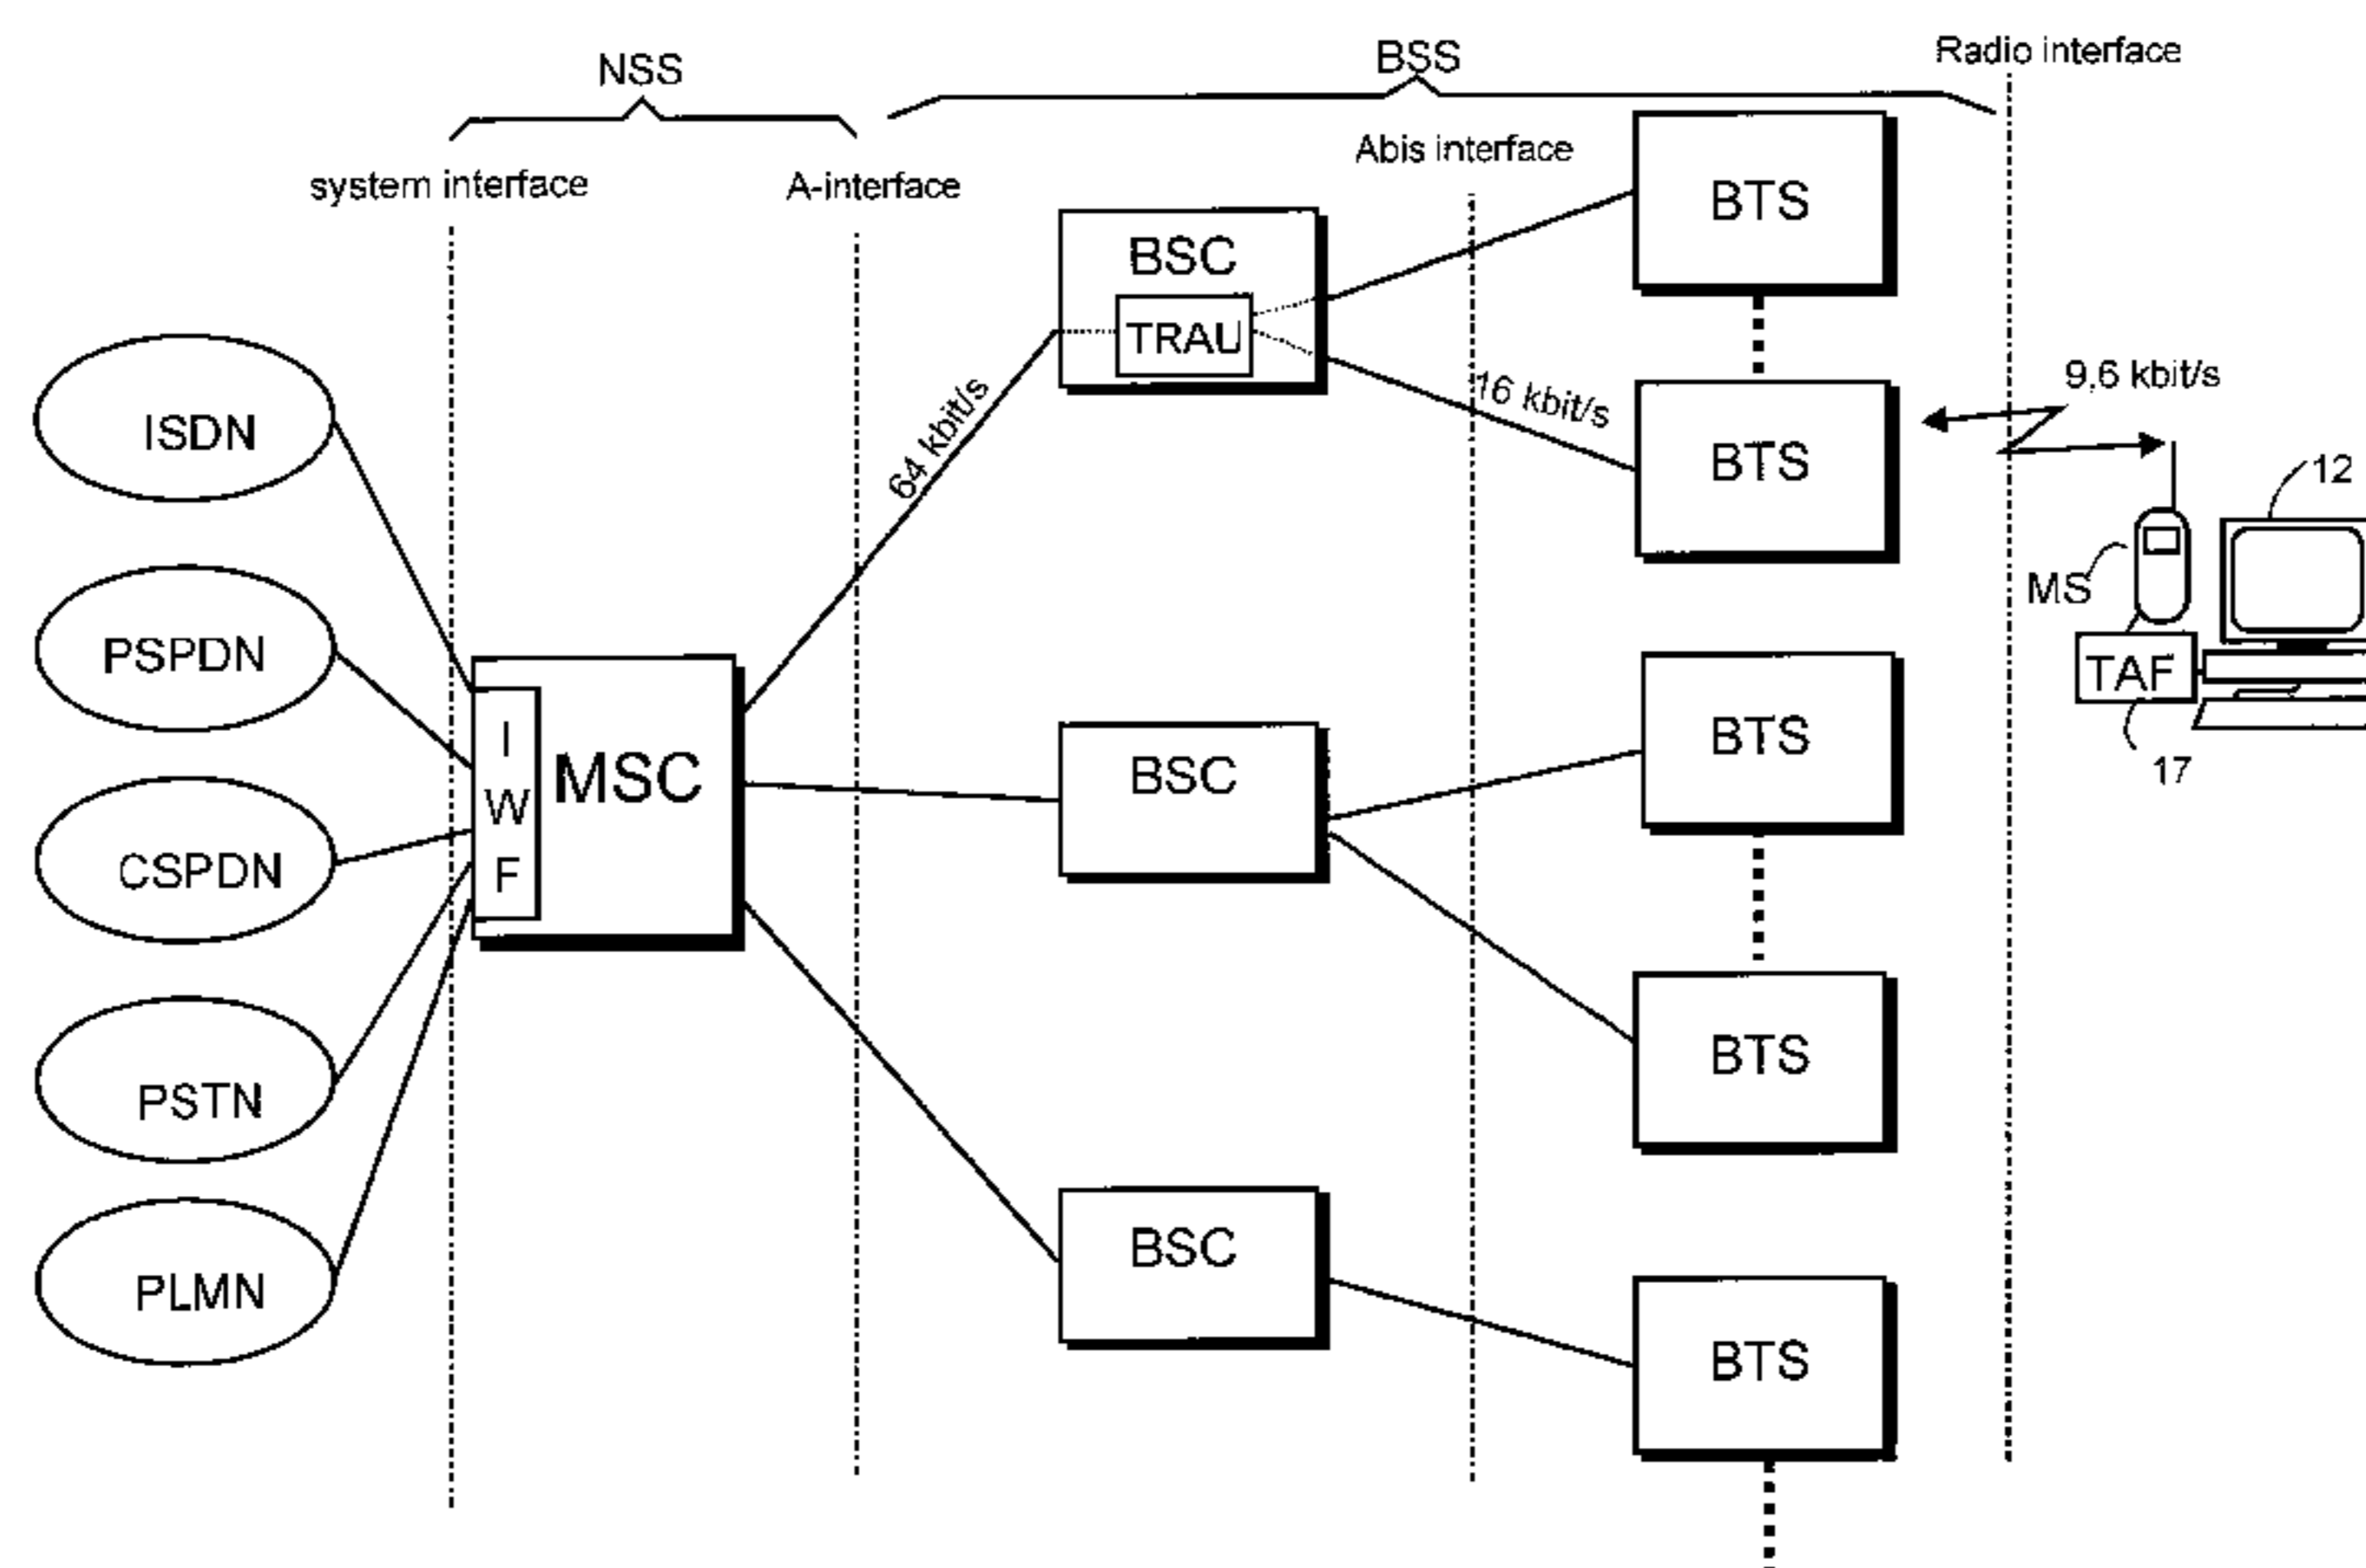 NSS
BSS
Radio interface
system interface
A-interface
Abis interface
BTS
BSC
TRAU
64 kbit/s
16 kbit/s
9,6 kbit/s
BTS
ISDN
12
MS
TAF
17
PSPDN
I
W
F
MSC
BSC
BTS
CSPDN
BTS
PSTN
BSC
PLMN
BTS